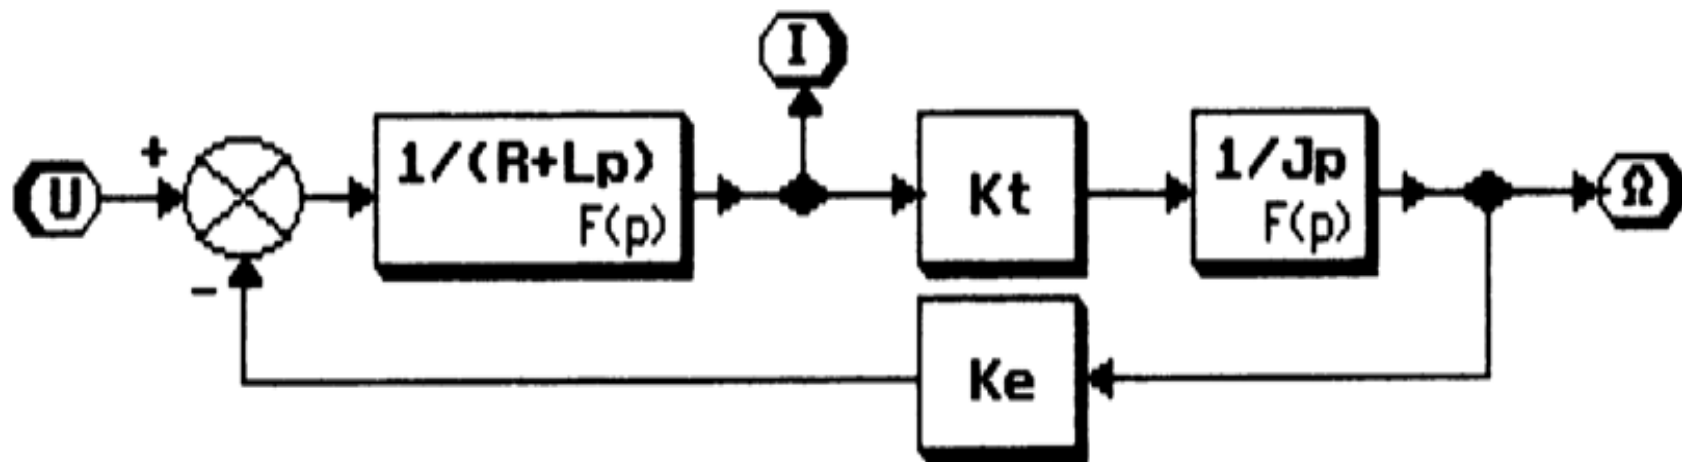 I
U
+
-
1/(R+Lp)
F(p)
Kt
1/Jp
F(p)
Ω
Ke